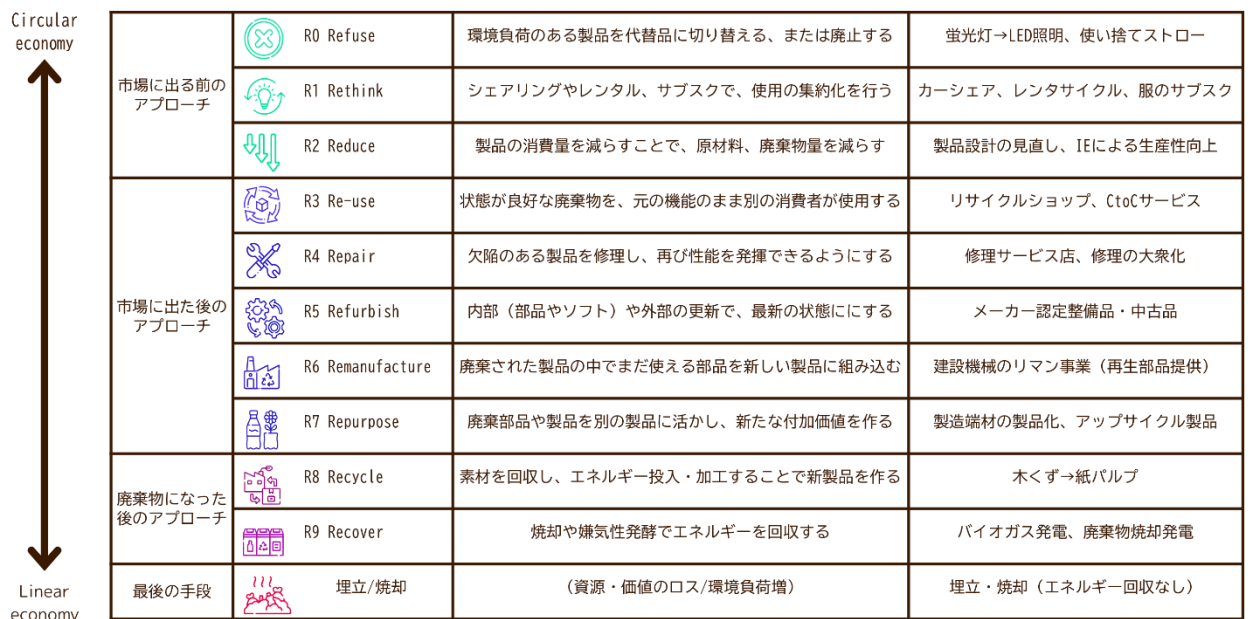 Circular
economy
市場に出る前の
アプローチ
R0 Refuse
環境負荷のある製品を代替品に切り替える、または廃止する
蛍光灯→LED照明、使い捨てストロー
R1 Rethink
シェアリングやレンタル、サブスクで、使用の集約化を行う
カーシェア、レンタサイクル、服のサブスク
R2 Reduce
製品の消費量を減らすことで、原材料、廃棄物量を減らす
製品設計の見直し、IEによる生産性向上
市場に出た後の
アプローチ
R3 Re-use
状態が良好な廃棄物を、元の機能のまま別の消費者が使用する
リサイクルショップ、CtoCサービス
R4 Repair
欠陥のある製品を修理し、再び性能を発揮できるようにする
修理サービス店、修理の大衆化
R5 Refurbish
内部（部品やソフト）や外部の更新で、最新の状態ににする
メーカー認定整備品・中古品
R6 Remanufacture
廃棄された製品の中でまだ使える部品を新しい製品に組み込む
建設機械のリマン事業（再生部品提供）
R7 Repurpose
廃棄部品や製品を別の製品に活かし、新たな付加価値を作る
製造端材の製品化、アップサイクル製品
廃棄物になった
後のアプローチ
R8 Recycle
素材を回収し、エネルギー投入・加工することで新製品を作る
木くず→紙パルプ
R9 Recover
焼却や嫌気性発酵でエネルギーを回収する
バイオガス発電、廃棄物焼却発電
最後の手段
埋立/焼却
（資源・価値のロス/環境負荷増）
埋立・焼却（エネルギー回収なし）
Linear
economy